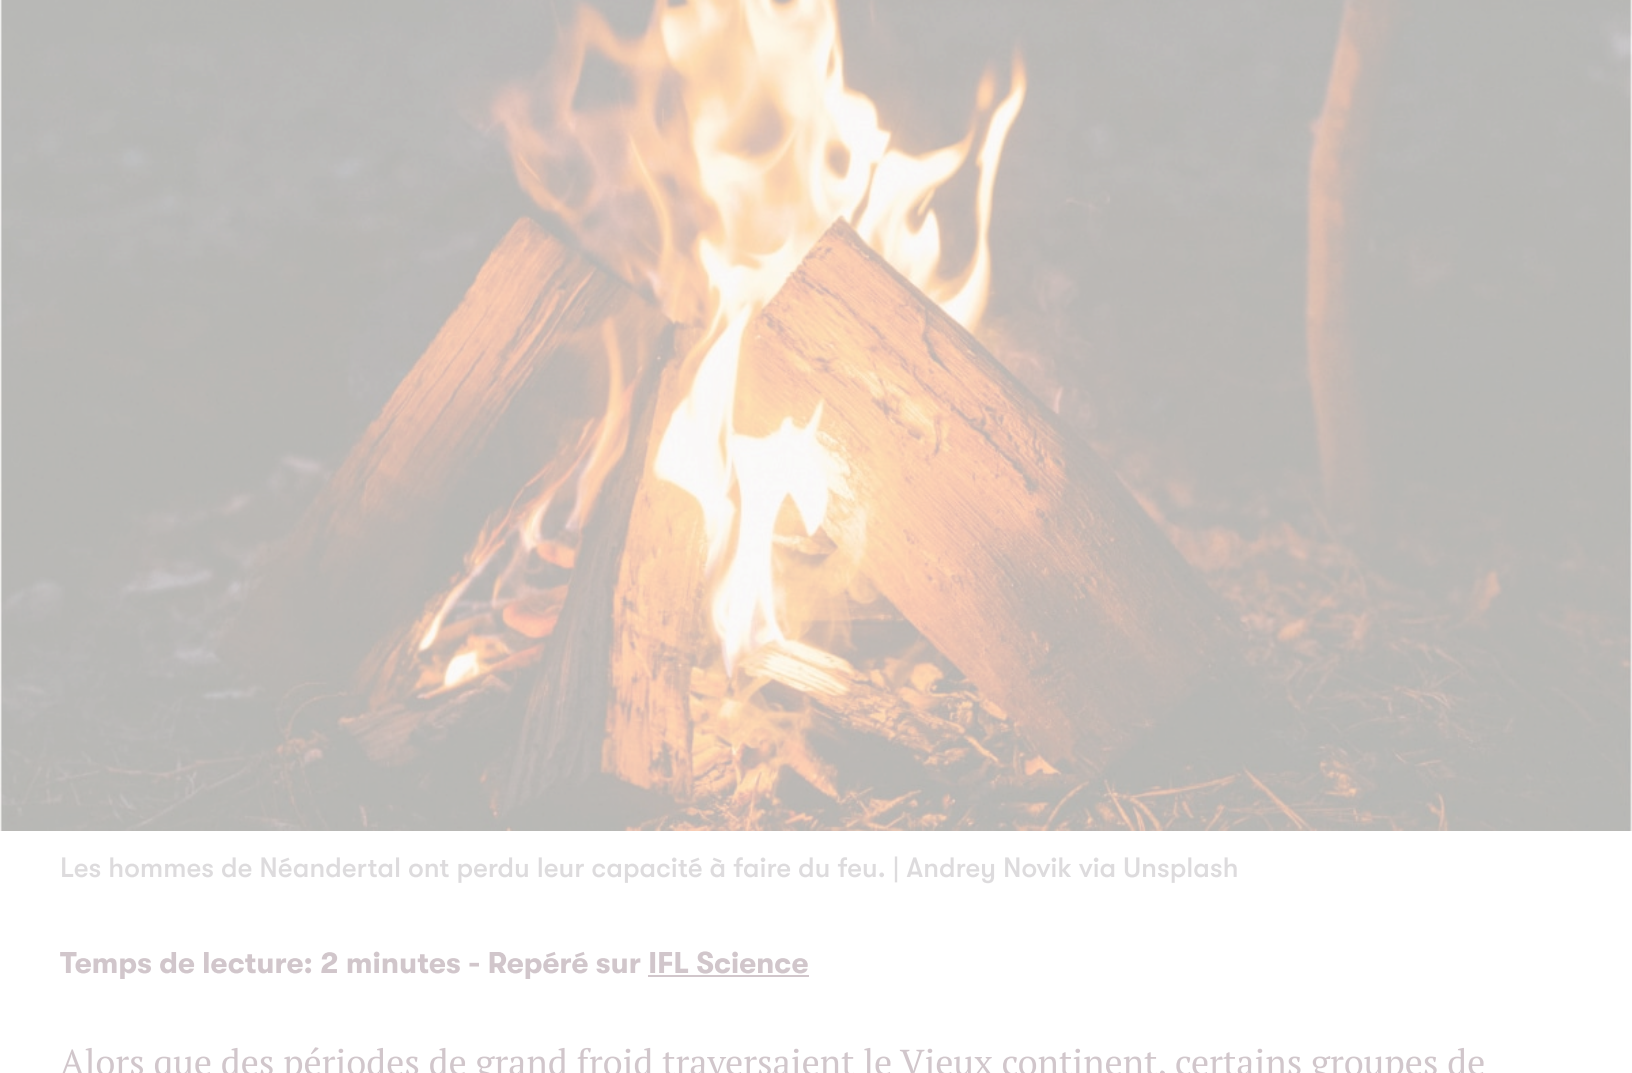 Les hommes de Néandertal ont perdu leur capacité à faire du feu. | Andrey Novik via Unsplash
Temps de lecture: 2 minutes - Repéré sur IFL Science
Alors que des périodes de grand froid traversaient le Vieux continent, certains groupes de